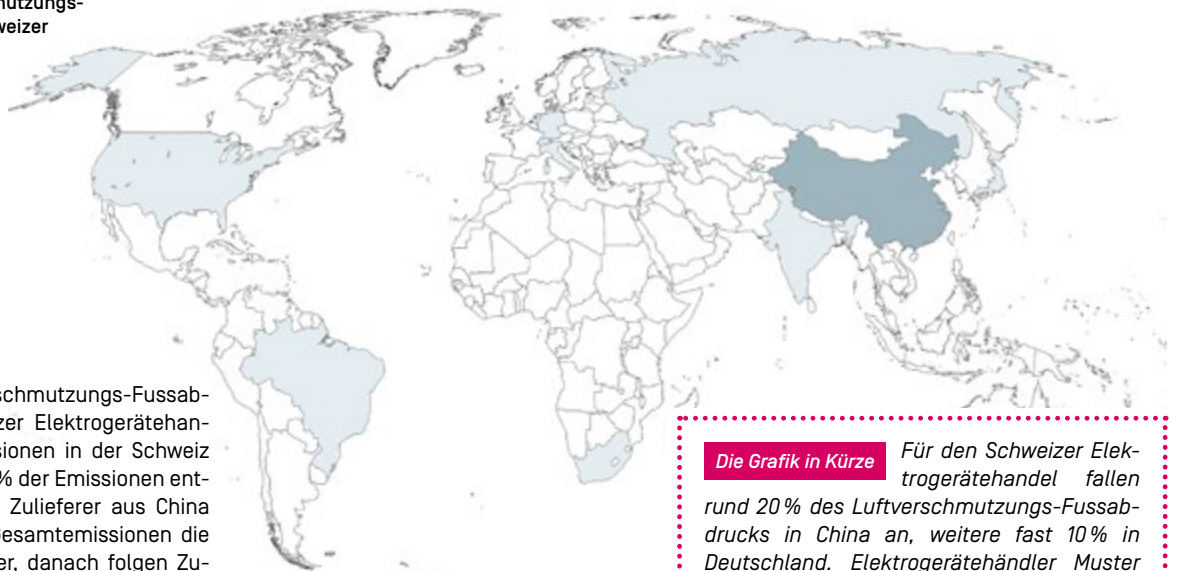 mutzungs-
weizer
schmutzungs-Fussab-
zer Elektrogerätehan-
sionen in der Schweiz
% der Emissionen ent-
Zulieferer aus China
Gesamtemissionen die
er, danach folgen Zu-
Die Grafik in Kürze Für den Schweizer Elek-
trogerätehandel fallen
rund 20 % des Luftverschmutzungs-Fussab-
drucks in China an, weitere fast 10 % in
Deutschland. Elektrogerätehändler Muster